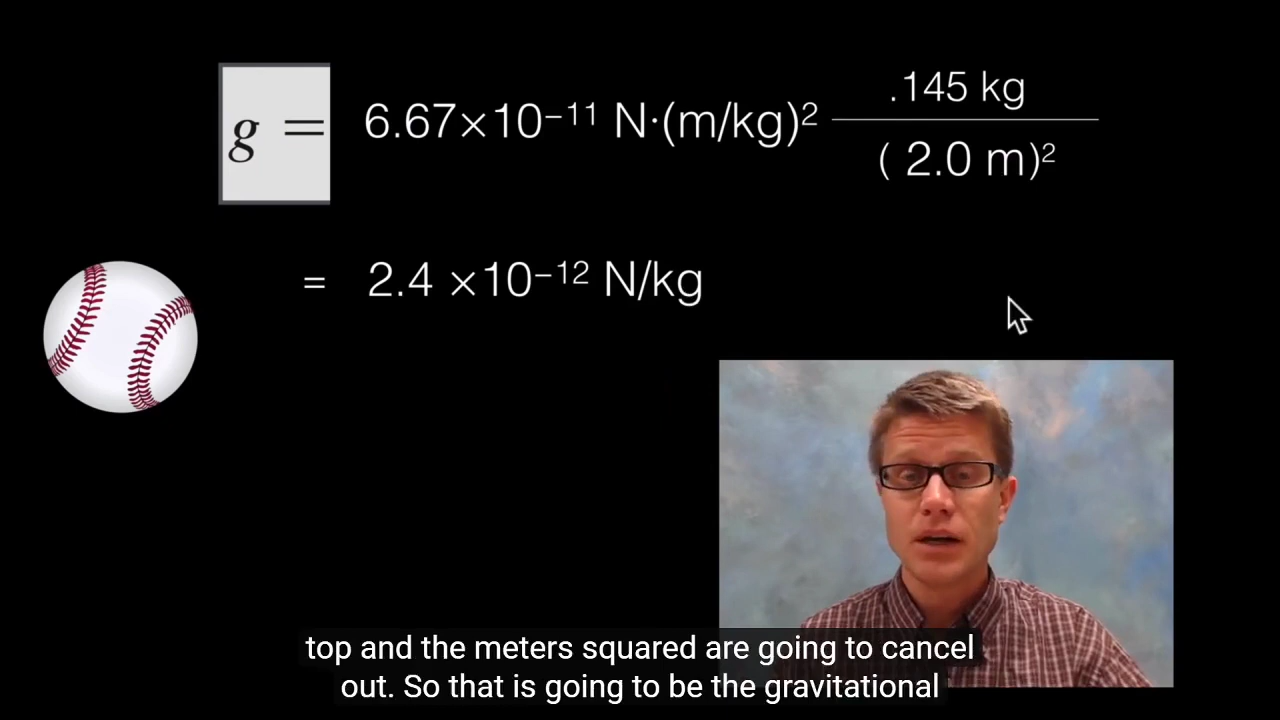 g = 6.67×10⁻¹¹ N·(m/kg)² .145 kg
( 2.0 m)²
= 2.4 ×10⁻¹² N/kg
top and the meters squared are going to cancel
out. So that is going to be the gravitational